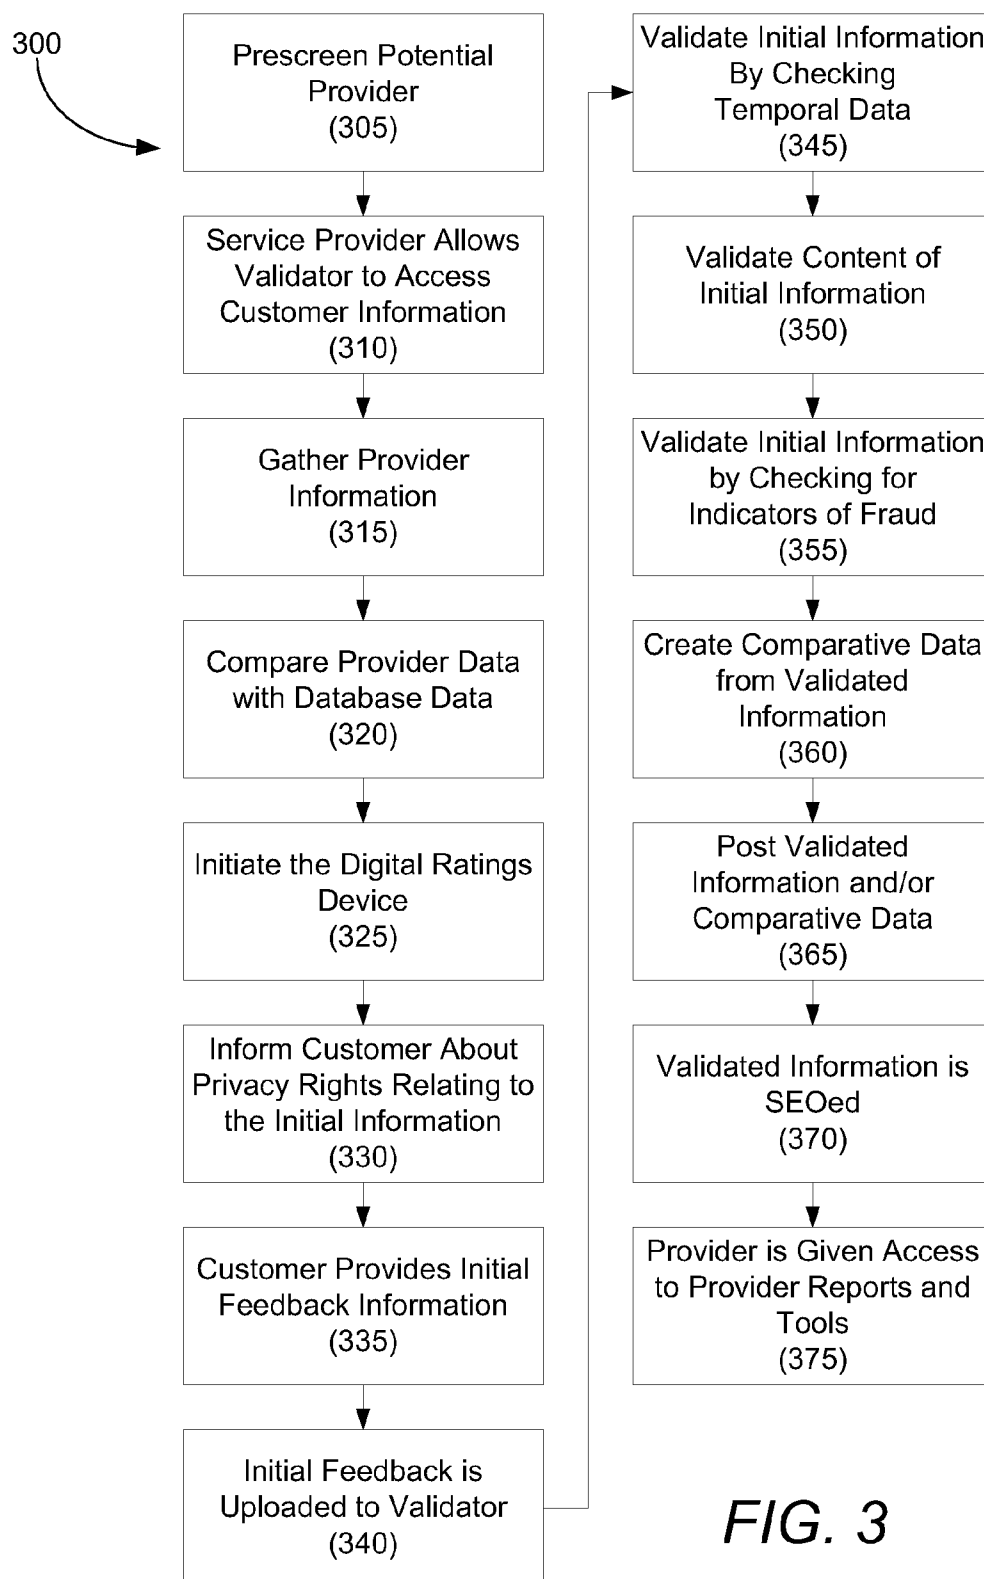 300
Prescreen Potential
Provider
(305)
Service Provider Allows
Validator to Access
Customer Information
(310)
Gather Provider
Information
(315)
Compare Provider Data
with Database Data
(320)
Initiate the Digital Ratings
Device
(325)
Inform Customer About
Privacy Rights Relating to
the Initial Information
(330)
Customer Provides Initial
Feedback Information
(335)
Initial Feedback is
Uploaded to Validator
(340)
Validate Initial Information
By Checking
Temporal Data
(345)
Validate Content of
Initial Information
(350)
Validate Initial Information
by Checking for
Indicators of Fraud
(355)
Create Comparative Data
from Validated
Information
(360)
Post Validated
Information and/or
Comparative Data
(365)
Validated Information is
SEOed
(370)
Provider is Given Access
to Provider Reports and
Tools
(375)
FIG. 3